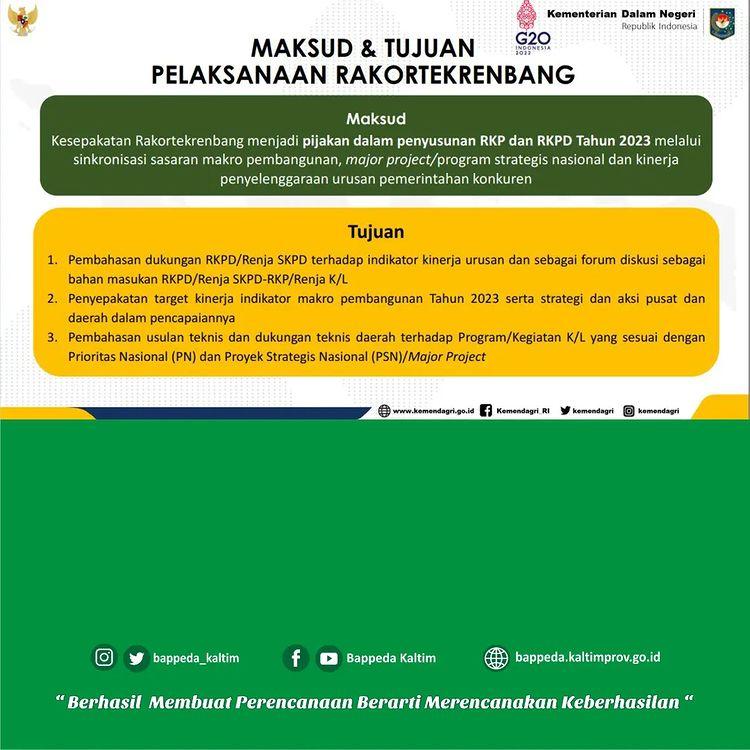 G20
INDONESIA
2022
Kementerian Dalam Negeri
Republik Indonesia
MAKSUD & TUJUAN
PELAKSANAAN RAKORTEKRENBANG
Maksud
Kesepakatan Rakortekrenbang menjadi pijakan dalam penyusunan RKP dan RKPD Tahun 2023 melalui
sinkronisasi sasaran makro pembangunan, major project/program strategis nasional dan kinerja
penyelenggaraan urusan pemerintahan konkuren
Tujuan
1. Pembahasan dukungan RKPD/Renja SKPD terhadap indikator kinerja urusan dan sebagai forum diskusi sebagai
bahan masukan RKPD/Renja SKPD-RKP/Renja K/L
2. Penyepakatan target kinerja indikator makro pembangunan Tahun 2023 serta strategi dan aksi pusat dan
daerah dalam pencapaiannya
3. Pembahasan usulan teknis dan dukungan teknis daerah terhadap Program/Kegiatan K/L yang sesuai dengan
Prioritas Nasional (PN) dan Proyek Strategis Nasional (PSN)/Major Project
www.kemendagri.go.id Kemendagri_RI kemendagri kemendagri
bappeda_kaltim Bappeda Kaltim bappeda.kaltimprov.go.id
“ Berhasil Membuat Perencanaan Berarti Merencanakan Keberhasilan “